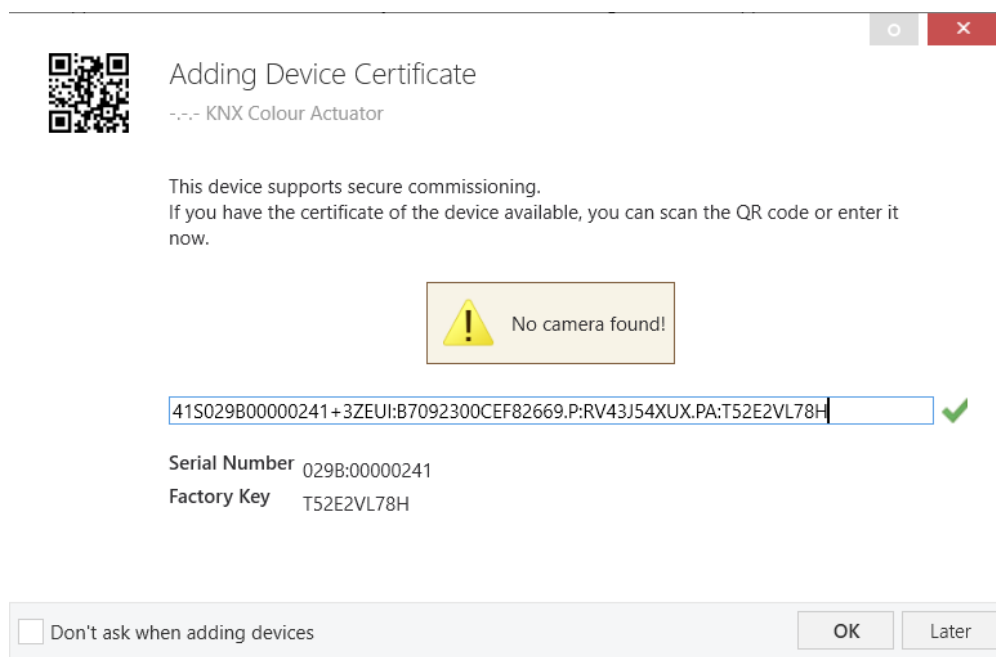 Adding Device Certificate
-.-.- KNX Colour Actuator
This device supports secure commissioning.
If you have the certificate of the device available, you can scan the QR code or enter it
now.
No camera found!
41S029B00000241+3ZEUI:B7092300CEF82669.P:RV43J54XUX.PA:T52E2VL78H
Serial Number 029B:00000241
Factory Key T52E2VL78H
Don't ask when adding devices
OK
Later